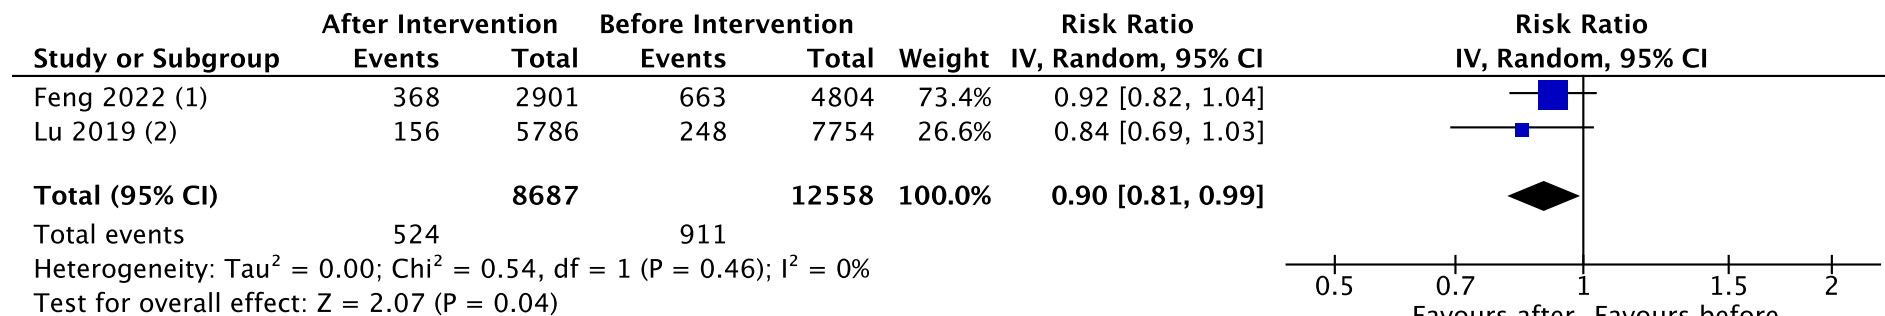 After Intervention Before Intervention Risk Ratio Risk Ratio
Study or Subgroup Events Total Events Total Weight IV, Random, 95% CI IV, Random, 95% CI
Feng 2022 (1) 368 2901 663 4804 73.4% 0.92 [0.82, 1.04]
Lu 2019 (2) 156 5786 248 7754 26.6% 0.84 [0.69, 1.03]
Total (95% CI) 8687 12558 100.0% 0.90 [0.81, 0.99]
Total events 524 911
Heterogeneity: Tau² = 0.00; Chi² = 0.54, df = 1 (P = 0.46); I² = 0%
Test for overall effect: Z = 2.07 (P = 0.04)
0.5 0.7 1 1.5 2
Favours after Favours before